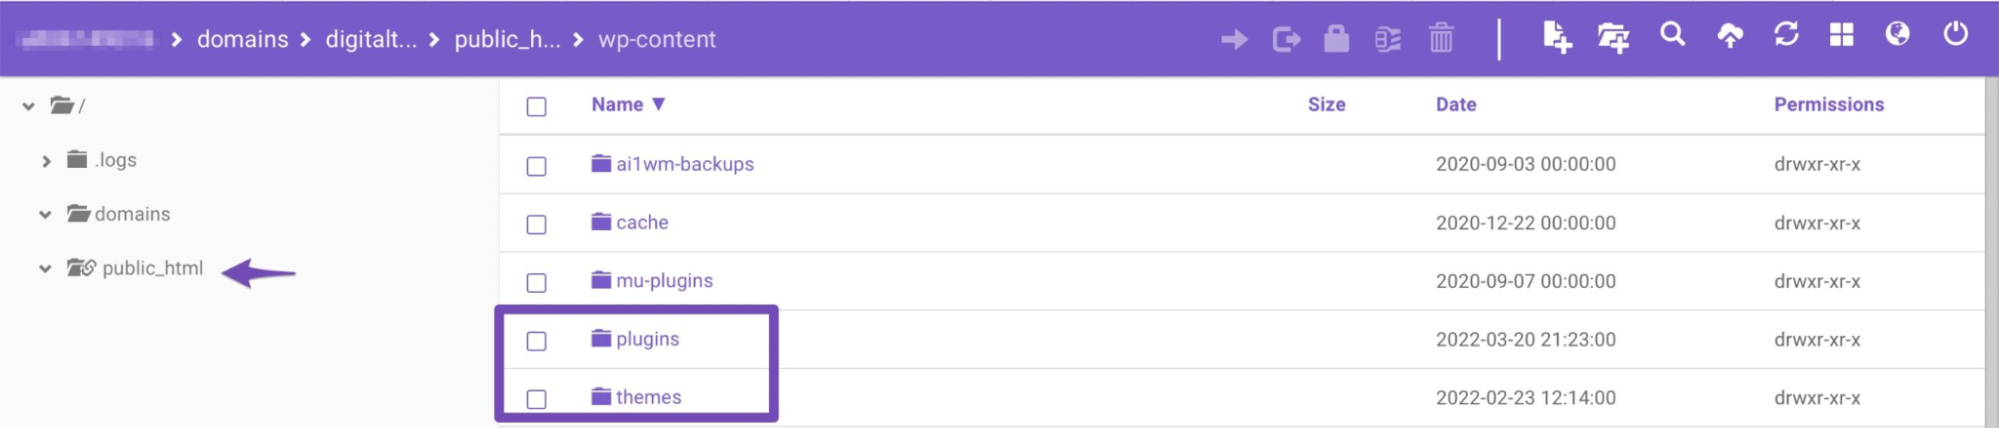 domains digitalt... public_h... wp-content
/
.logs
domains
public_html
Name ▼ Size Date Permissions
ai1wm-backups 2020-09-03 00:00:00 drwxr-xr-x
cache 2020-12-22 00:00:00 drwxr-xr-x
mu-plugins 2020-09-07 00:00:00 drwxr-xr-x
plugins 2022-03-20 21:23:00 drwxr-xr-x
themes 2022-02-23 12:14:00 drwxr-xr-x